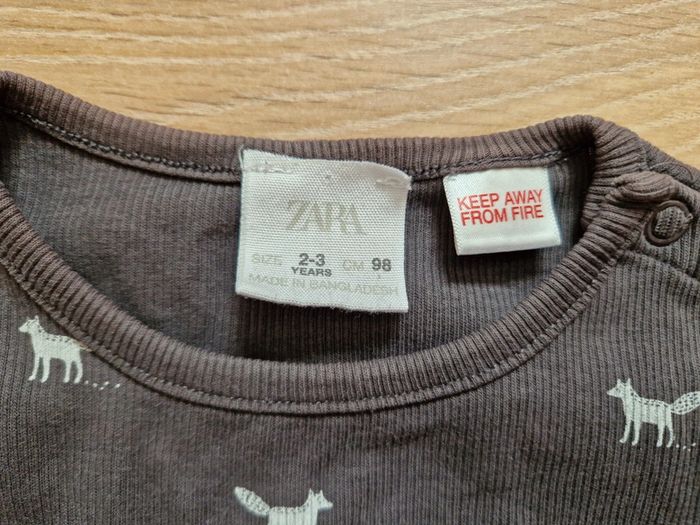 ZARA
SIZE 2-3 YEARS CM 98
MADE IN BANGLADESH
KEEP AWAY
FROM FIRE